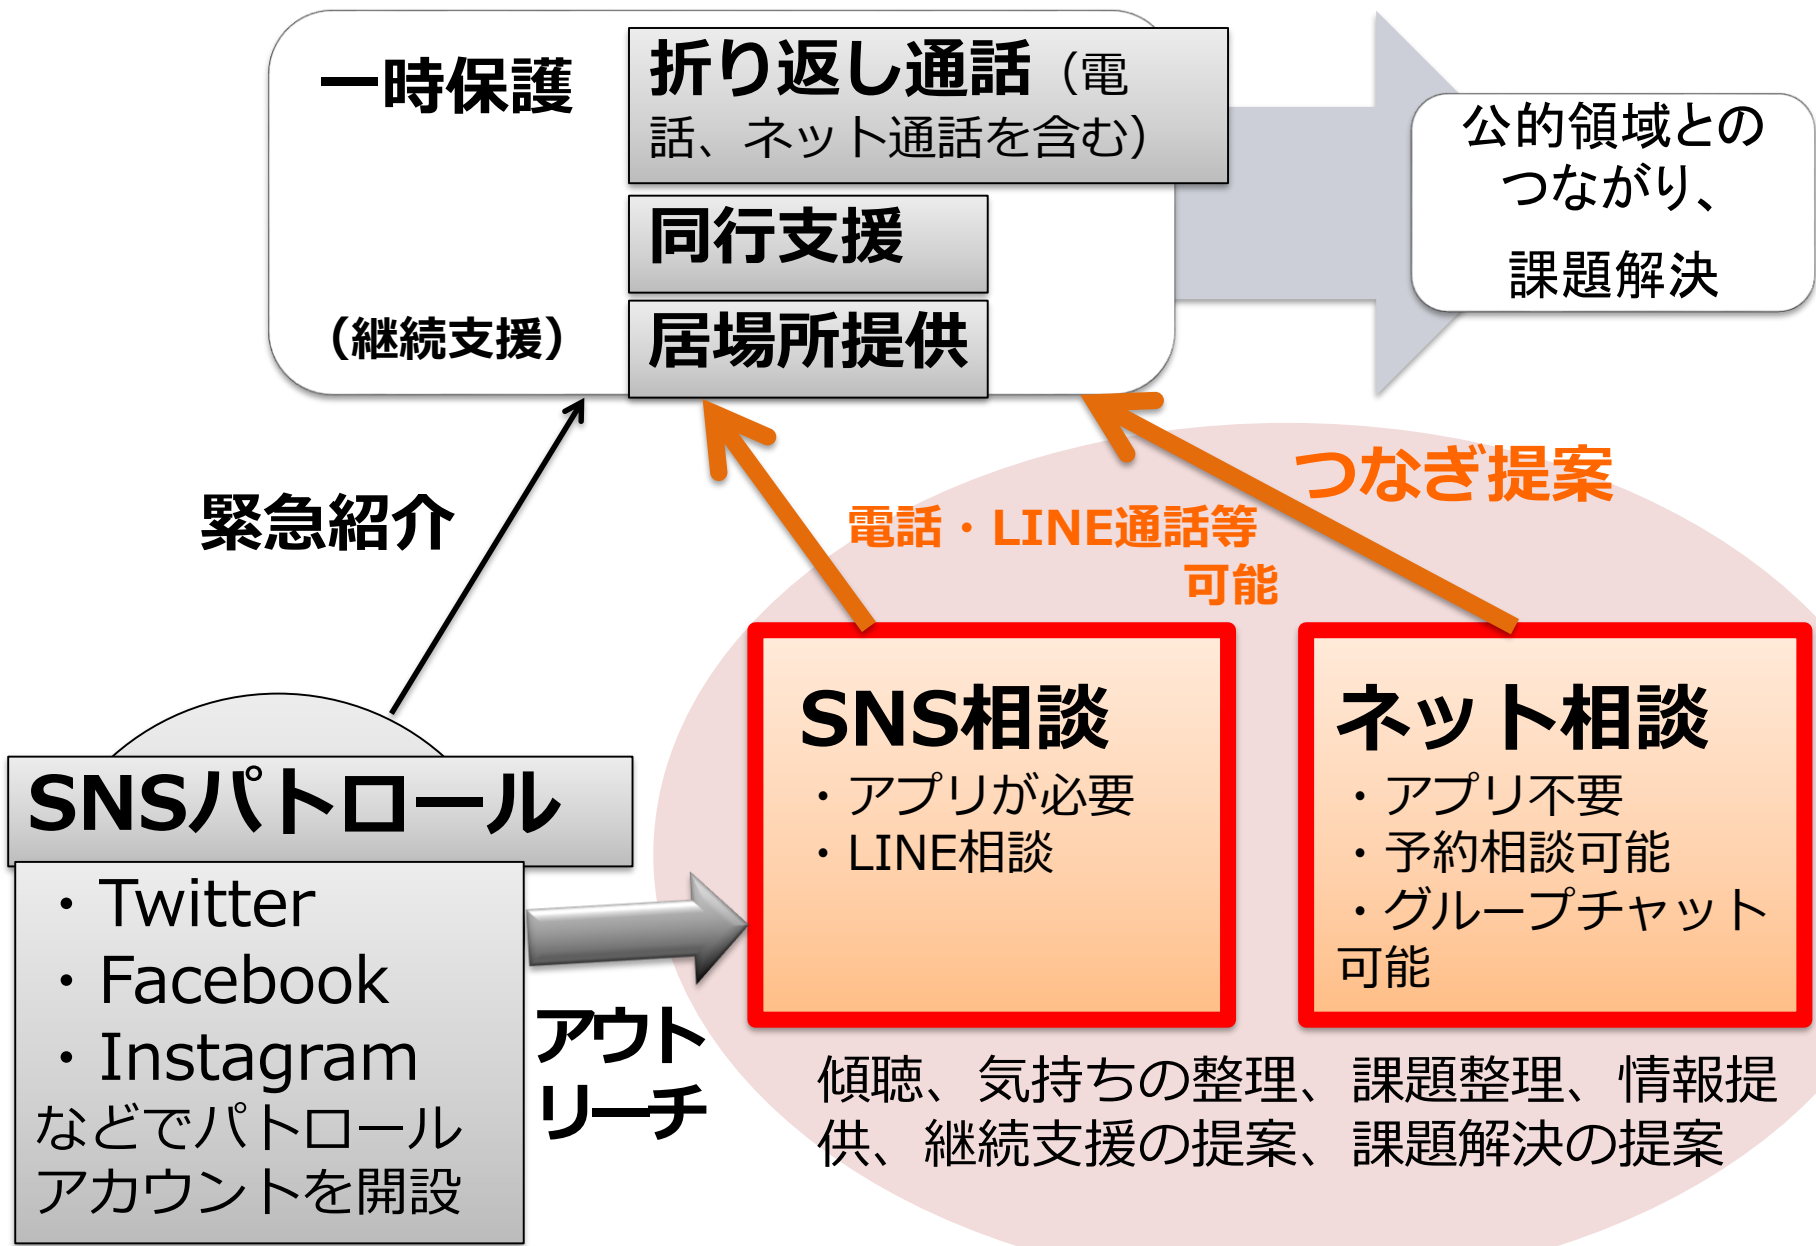 一時保護
折り返し通話（電
話、ネット通話を含む）
同行支援
（継続支援）
居場所提供
公的領域との
つながり、
課題解決
緊急紹介
つなぎ提案
電話・LINE通話等
可能
SNSパトロール
・Twitter
・Facebook
・Instagram
などでパトロール
アカウントを開設
アウト
リーチ
SNS相談
・アプリが必要
・LINE相談
ネット相談
・アプリ不要
・予約相談可能
・グループチャット
可能
傾聴、気持ちの整理、課題整理、情報提
供、継続支援の提案、課題解決の提案